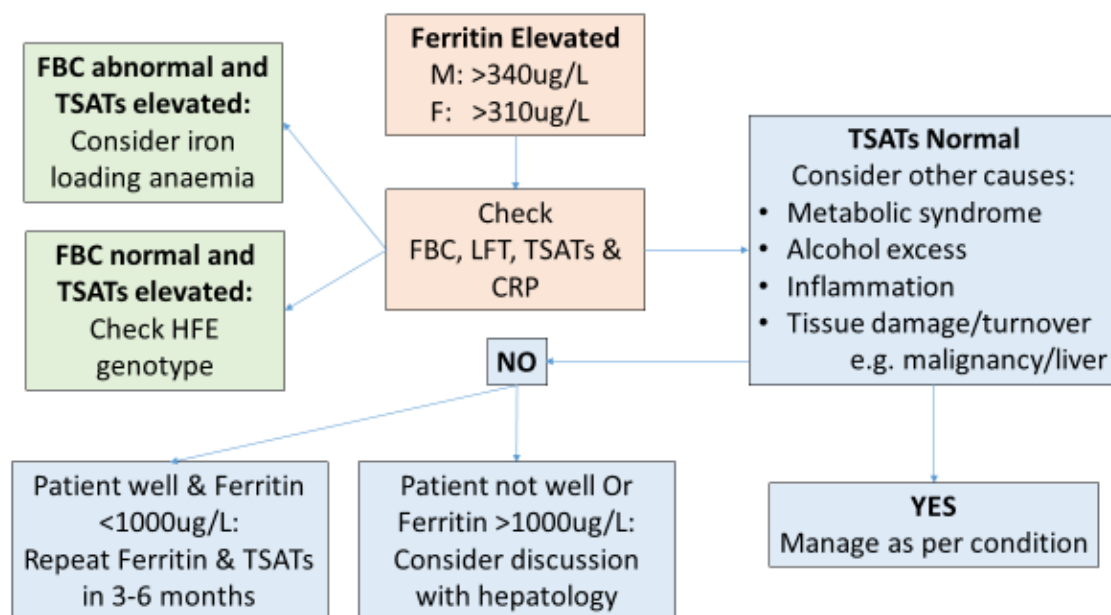 Ferritin Elevated
M: >340ug/L
F: >310ug/L
FBC abnormal and
TSATs elevated:
Consider iron
loading anaemia
Check
FBC, LFT, TSATs &
CRP
FBC normal and
TSATs elevated:
Check HFE
genotype
TSATs Normal
Consider other causes:
• Metabolic syndrome
• Alcohol excess
• Inflammation
• Tissue damage/turnover
e.g. malignancy/liver
NO
Patient well & Ferritin
<1000ug/L:
Repeat Ferritin & TSATs
in 3-6 months
Patient not well Or
Ferritin >1000ug/L:
Consider discussion
with hepatology
YES
Manage as per condition